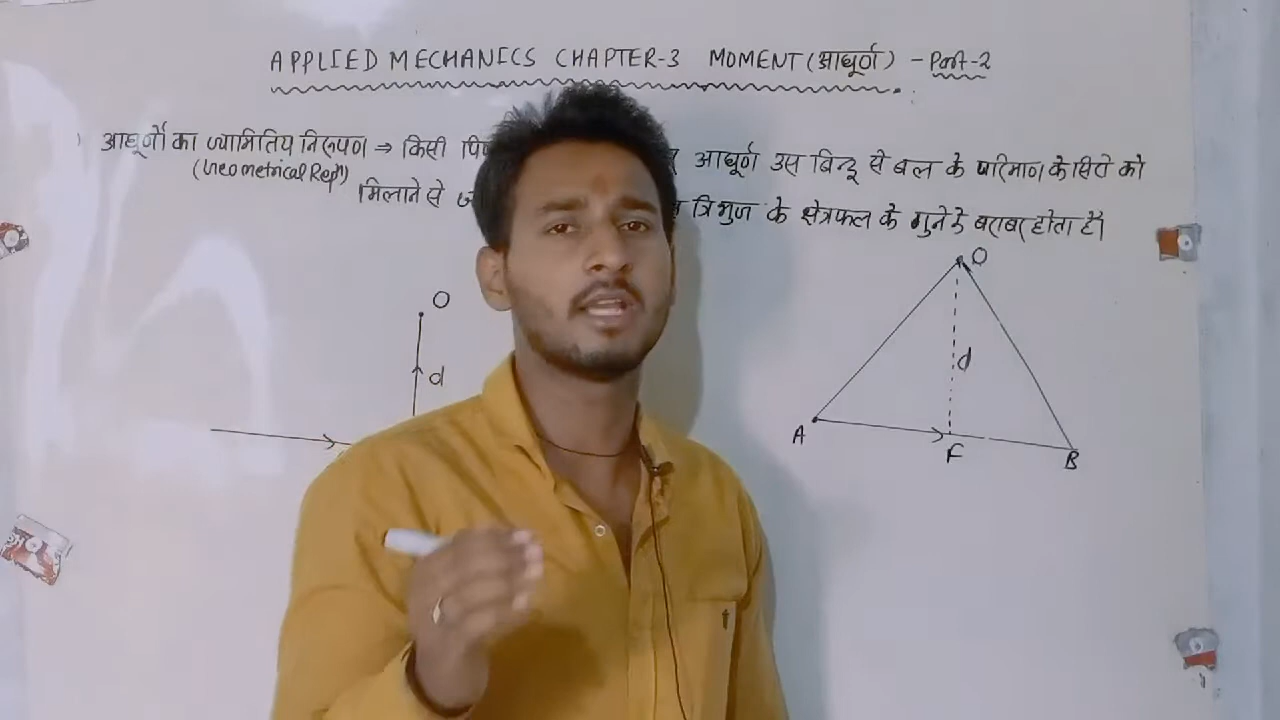 APPLIED MECHANICS CHAPTER-3 MOMENT (आघूर्ण) - Part-2
आघूर्णो का ज्यामितिय निरूपण ⇒ किसी आघूर्ण उस बिन्दू से बल के परिमाण के सिरो को
(Geometrical Repn)
मिलाने से त्रिभुज के क्षेत्रफल के गुने के बराबर होता है।
O
d
O
d
A
F
B